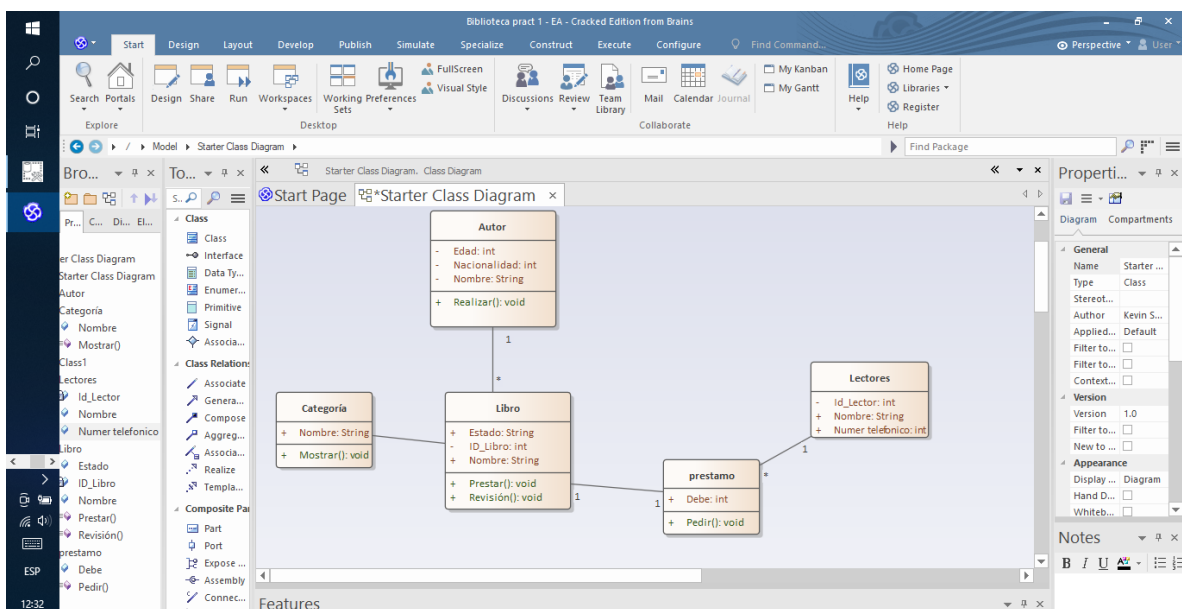 Biblioteca pract 1 - EA - Cracked Edition from Brains
Start Design Layout Develop Publish Simulate Specialize Construct Execute Configure Find Command... Perspective User
Search Portals Design Share Run Workspaces Working Sets Preferences FullScreen Visual Style Discussions Review Team Library Mail Calendar Journal My Kanban My Gantt Help Home Page Libraries Register
Explore Desktop Collaborate Help
/ Model Starter Class Diagram Find Package
Bro...
Pr... C... Di... El...
er Class Diagram
Starter Class Diagram
Autor
Categoría
Nombre
Mostrar()
Class1
Lectores
Id_Lector
Nombre
Numer telefonico
Libro
Estado
ID_Libro
Nombre
Prestar()
Revisión()
prestamo
Debe
Pedir()
ESP
12:32
To...
s...
Class
Class
Interface
Data Ty...
Enumer...
Primitive
Signal
Associa...
Class Relation
Associate
Genera...
Compose
Aggreg...
Associa...
Realize
Templa...
Composite Pa
Part
Port
Expose ...
Assembly
Connec...
Starter Class Diagram. Class Diagram
Start Page *Starter Class Diagram ×
Autor
- Edad: int
- Nacionalidad: int
- Nombre: String
+ Realizar(): void
1
*
Categoría
+ Nombre: String
+ Mostrar(): void
Libro
+ Estado: String
- ID_Libro: int
+ Nombre: String
+ Prestar(): void
+ Revisión(): void
1
1
prestamo
+ Debe: int
+ Pedir(): void
*
1
Lectores
- Id_Lector: int
+ Nombre: String
+ Numer telefonico: int
Features
Properti...
Diagram Compartments
General
Name Starter ...
Type Class
Stereot...
Author Kevin S...
Applied... Default
Filter to...
Filter to...
Context...
Version
Version 1.0
Filter to...
New to ...
Appearance
Display ... Diagram
Hand D...
Whiteb...
Notes
B I U